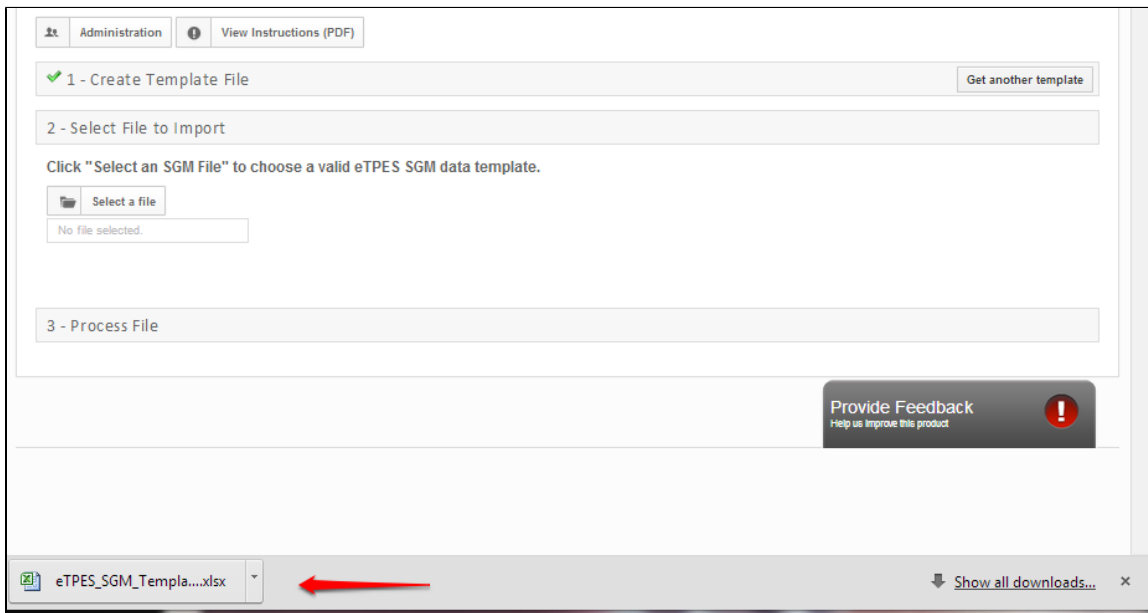 Administration
View Instructions (PDF)
1 - Create Template File
Get another template
2 - Select File to Import
Click "Select an SGM File" to choose a valid eTPES SGM data template.
Select a file
No file selected.
3 - Process File
Provide Feedback
Help us improve this product
eTPES_SGM_Templa....xlsx
Show all downloads...